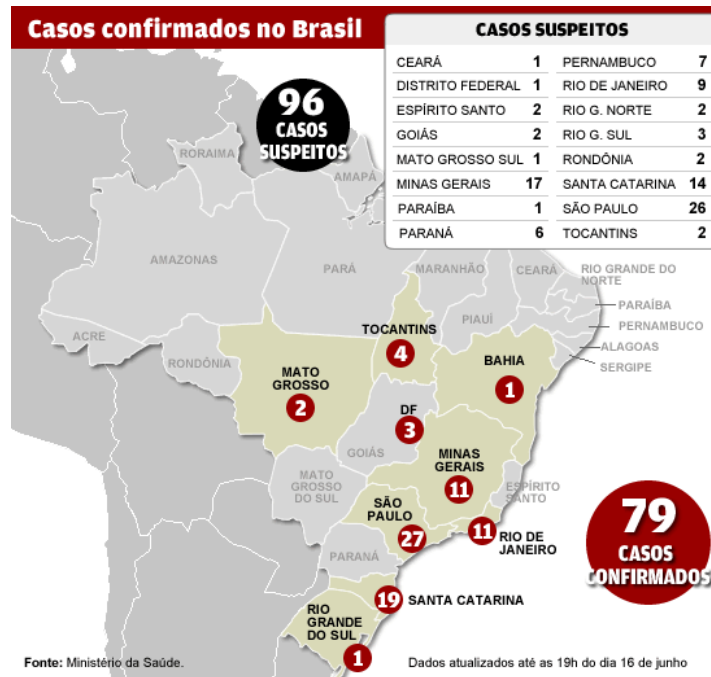 Casos confirmados no Brasil
CASOS SUSPEITOS
CEARÁ 1 PERNAMBUCO 7
DISTRITO FEDERAL 1 RIO DE JANEIRO 9
ESPÍRITO SANTO 2 RIO G. NORTE 2
GOIÁS 2 RIO G. SUL 3
MATO GROSSO SUL 1 RONDÔNIA 2
MINAS GERAIS 17 SANTA CATARINA 14
PARAÍBA 1 SÃO PAULO 26
PARANÁ 6 TOCANTINS 2
96
CASOS
SUSPEITOS
RORAIMA
AMAPÁ
AMAZONAS
PARÁ
MARANHÃO
CEARÁ
RIO GRANDE DO
NORTE
PARAÍBA
PIAUÍ
PERNAMBUCO
ALAGOAS
SERGIPE
ACRE
RONDÔNIA
TOCANTINS
4
MATO
GROSSO
2
BAHIA
1
DF
3
GOIÁS
MINAS
GERAIS
11
MATO
GROSSO
DO SUL
ESPÍRITO
SANTO
SÃO
PAULO
27
11
RIO DE
JANEIRO
PARANÁ
79
CASOS
CONFIRMADOS
19
SANTA CATARINA
RIO
GRANDE
DO SUL
1
Fonte: Ministério da Saúde.
Dados atualizados até as 19h do dia 16 de junho